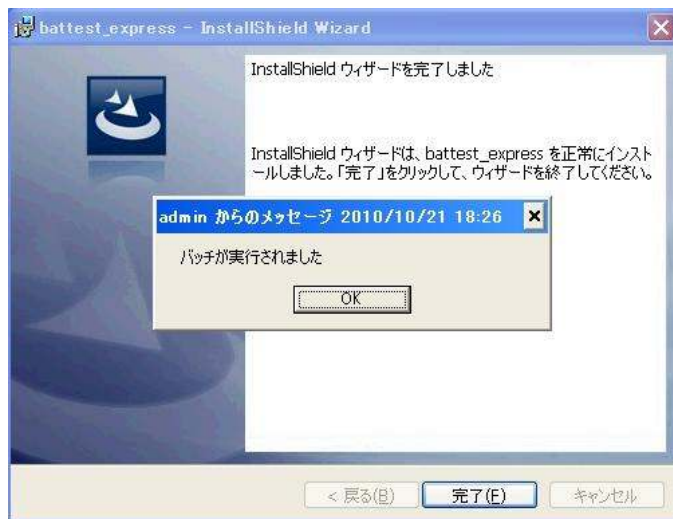 battest_express - InstallShield Wizard
InstallShield ウィザードを完了しました
InstallShield ウィザードは、battest_express を正常にインスト
ールしました。「完了」をクリックして、ウィザードを終了してください。
admin からのメッセージ 2010/10/21 18:26
バッチが実行されました
OK
< 戻る(B)
完了(F)
キャンセル